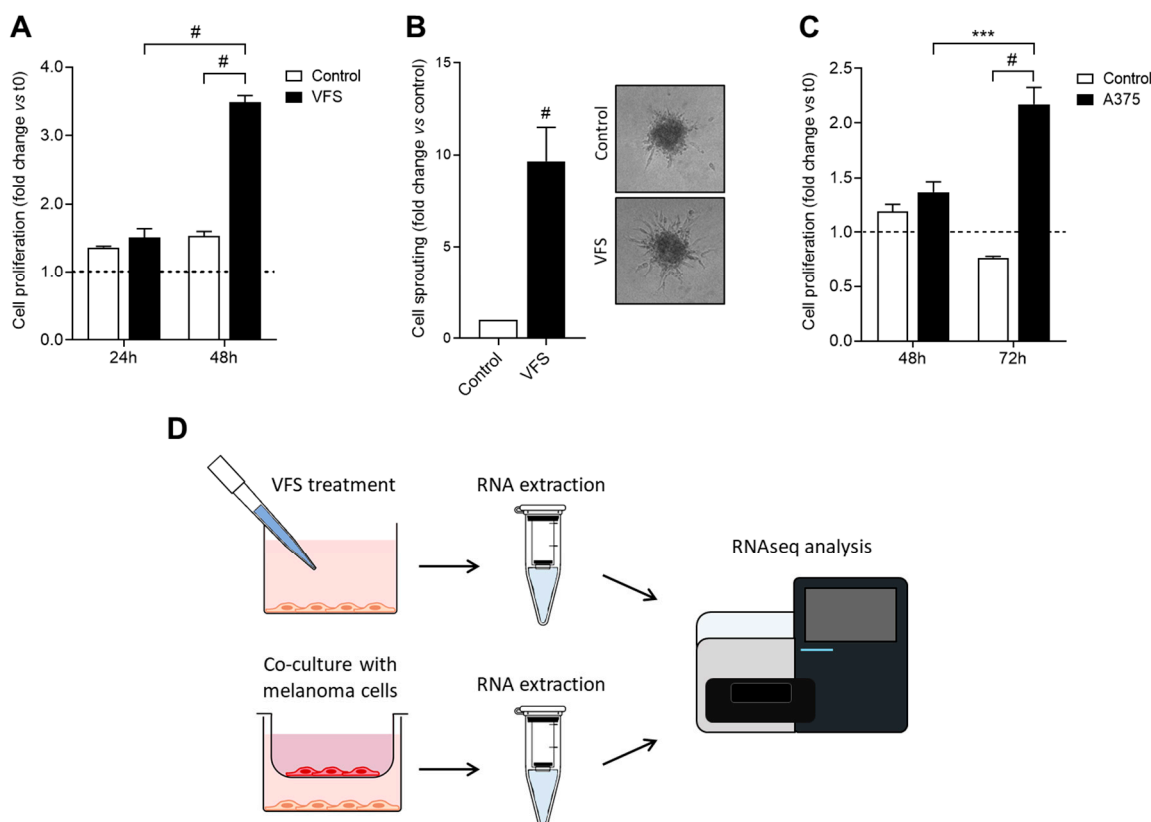 A
Cell proliferation (fold change vs t0)
4.0
3.0
2.0
1.0
0.0
#
#
Control
VFS
24h
48h
B
Cell sprouting (fold change vs control)
15
10
5
0
#
Control
VFS
Control
VFS
C
Cell proliferation (fold change vs t0)
2.5
2.0
1.5
1.0
0.5
0.0
***
#
Control
A375
48h
72h
D
VFS treatment
RNA extraction
RNAseq analysis
Co-culture with
melanoma cells
RNA extraction